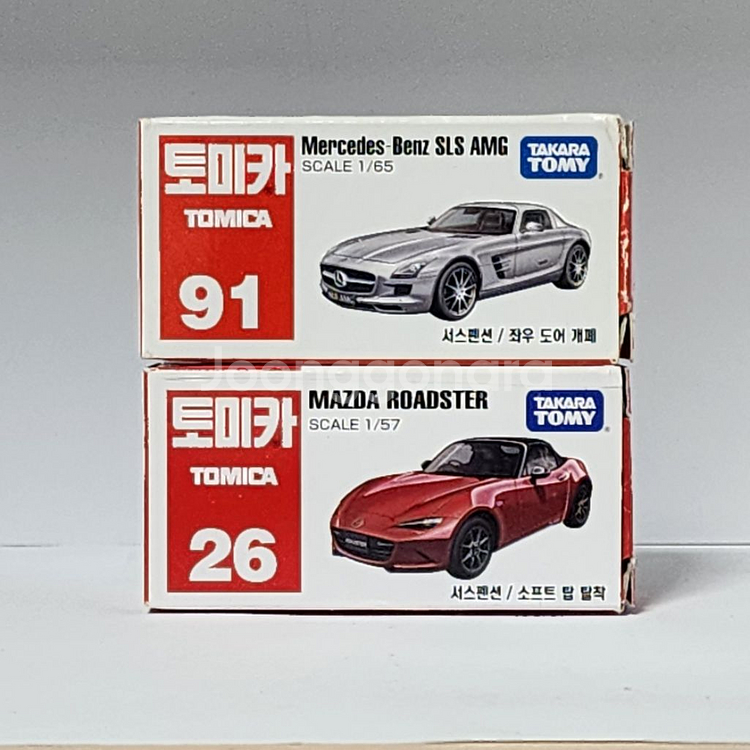 토미카
TOMICA
91
Mercedes-Benz SLS AMG
SCALE 1/65
TAKARA
TOMY
서스펜션 / 좌우 도어 개폐
Joonggonara
토미카
TOMICA
26
MAZDA ROADSTER
SCALE 1/57
TAKARA
TOMY
ROADSTER
서스펜션 / 소프트 탑 탈착